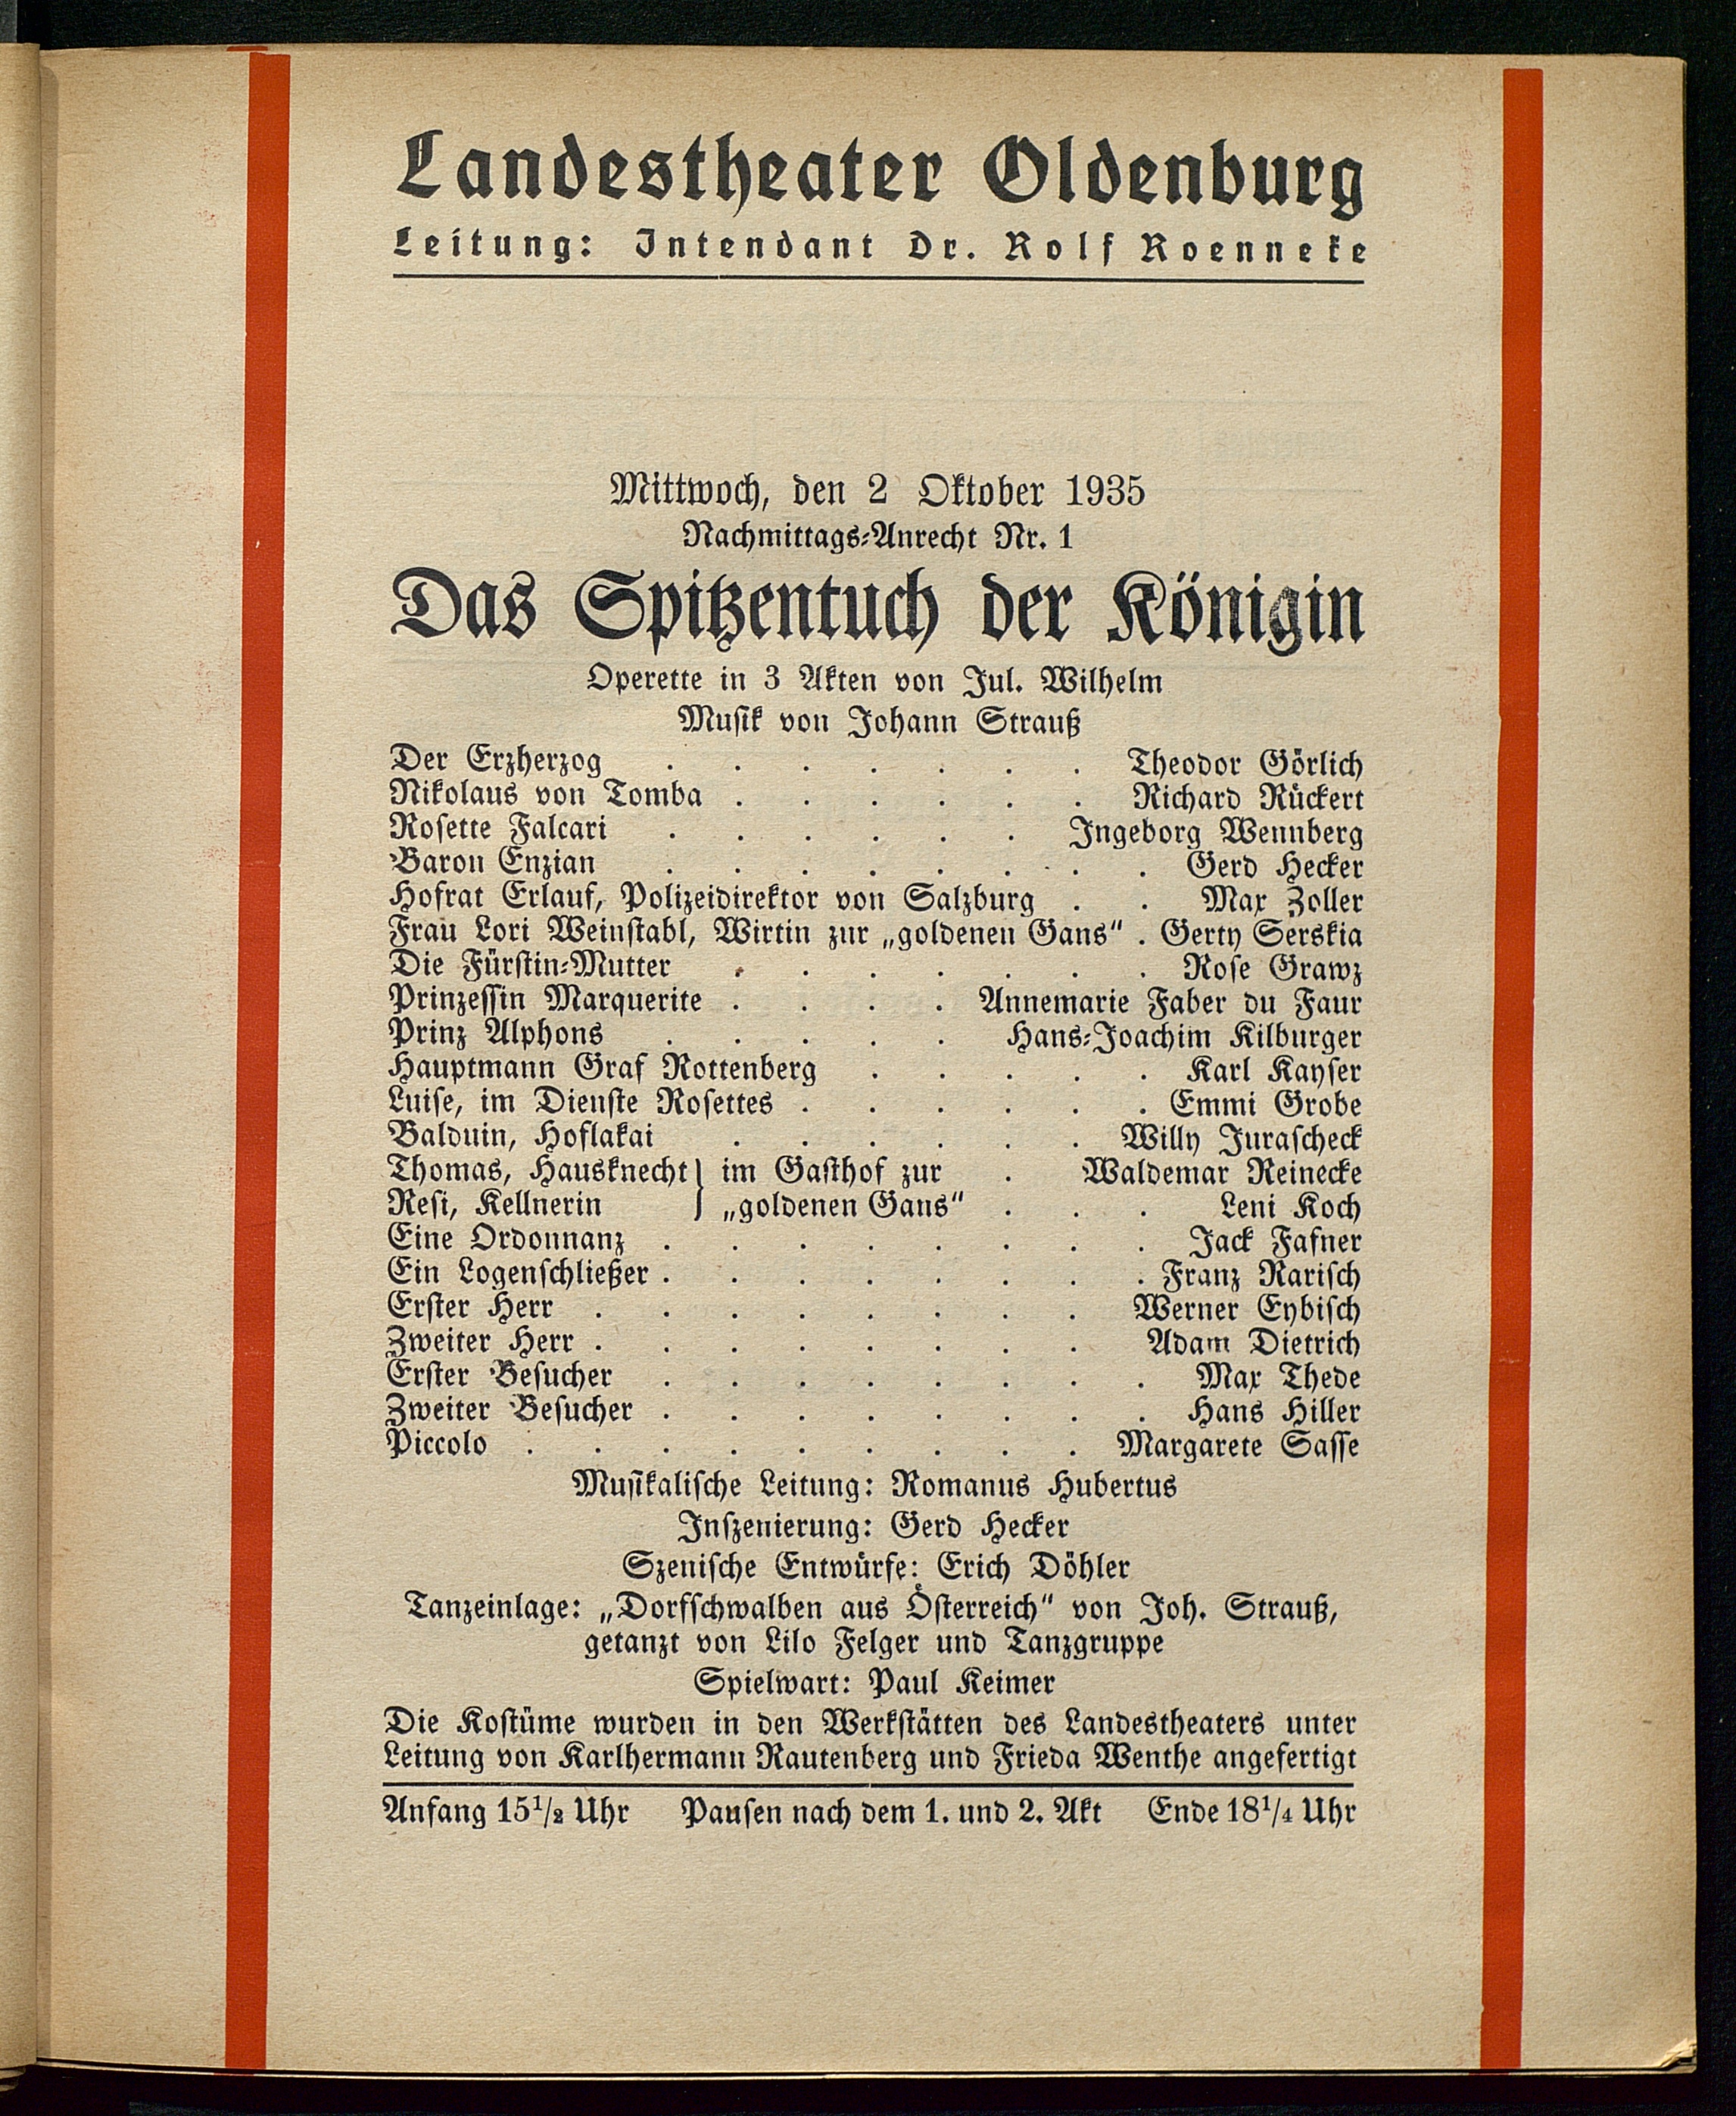 Landestheater Oldenburg
Leitung: Intendant Dr. Rolf Roenneke
Mittwoch, den 2 Oktober 1935
Nachmittags-Anrecht Nr. 1
Das Spitzentuch der Königin
Operette in 3 Akten von Jul. Wilhelm
Musik von Johann Strauß
Der Erzherzog . . . . . . . Theodor Görlich
Nikolaus von Tomba . . . . . . Richard Rückert
Rosette Falcari . . . . . . Ingeborg Wennberg
Baron Enzian . . . . . . . . Gerd Hecker
Hofrat Erlauf, Polizeidirektor von Salzburg . . Max Zoller
Frau Lori Weinstabl, Wirtin zur „goldenen Gans“ . Gerty Serskia
Die Fürstin-Mutter . . . . . . . Rose Grawz
Prinzessin Marquerite . . . . Annemarie Faber du Faur
Prinz Alphons . . . . . Hans-Joachim Kilburger
Hauptmann Graf Rottenberg . . . . . Karl Kayser
Luise, im Dienste Rosettes . . . . . . Emmi Grobe
Balduin, Hoflakai . . . . . . Willy Jurascheck
Thomas, Hausknecht } im Gasthof zur . Waldemar Reinecke
Resi, Kellnerin } „goldenen Gans“ . . . Leni Koch
Eine Ordonnanz . . . . . . . . Jack Fafner
Ein Logenschließer . . . . . . . . Franz Rarisch
Erster Herr . . . . . . . . Werner Eybisch
Zweiter Herr . . . . . . . . Adam Dietrich
Erster Besucher . . . . . . . . Max Thede
Zweiter Besucher . . . . . . . . Hans Hiller
Piccolo . . . . . . . . . Margarete Sasse
Musikalische Leitung: Romanus Hubertus
Inszenierung: Gerd Hecker
Szenische Entwürfe: Erich Döhler
Tanzeinlage: „Dorfschwalben aus Österreich“ von Joh. Strauß,
getanzt von Lilo Felger und Tanzgruppe
Spielwart: Paul Keimer
Die Kostüme wurden in den Werkstätten des Landestheaters unter
Leitung von Karlhermann Rautenberg und Frieda Wenthe angefertigt
Anfang 15½ Uhr Pausen nach dem 1. und 2. Akt Ende 18¼ Uhr